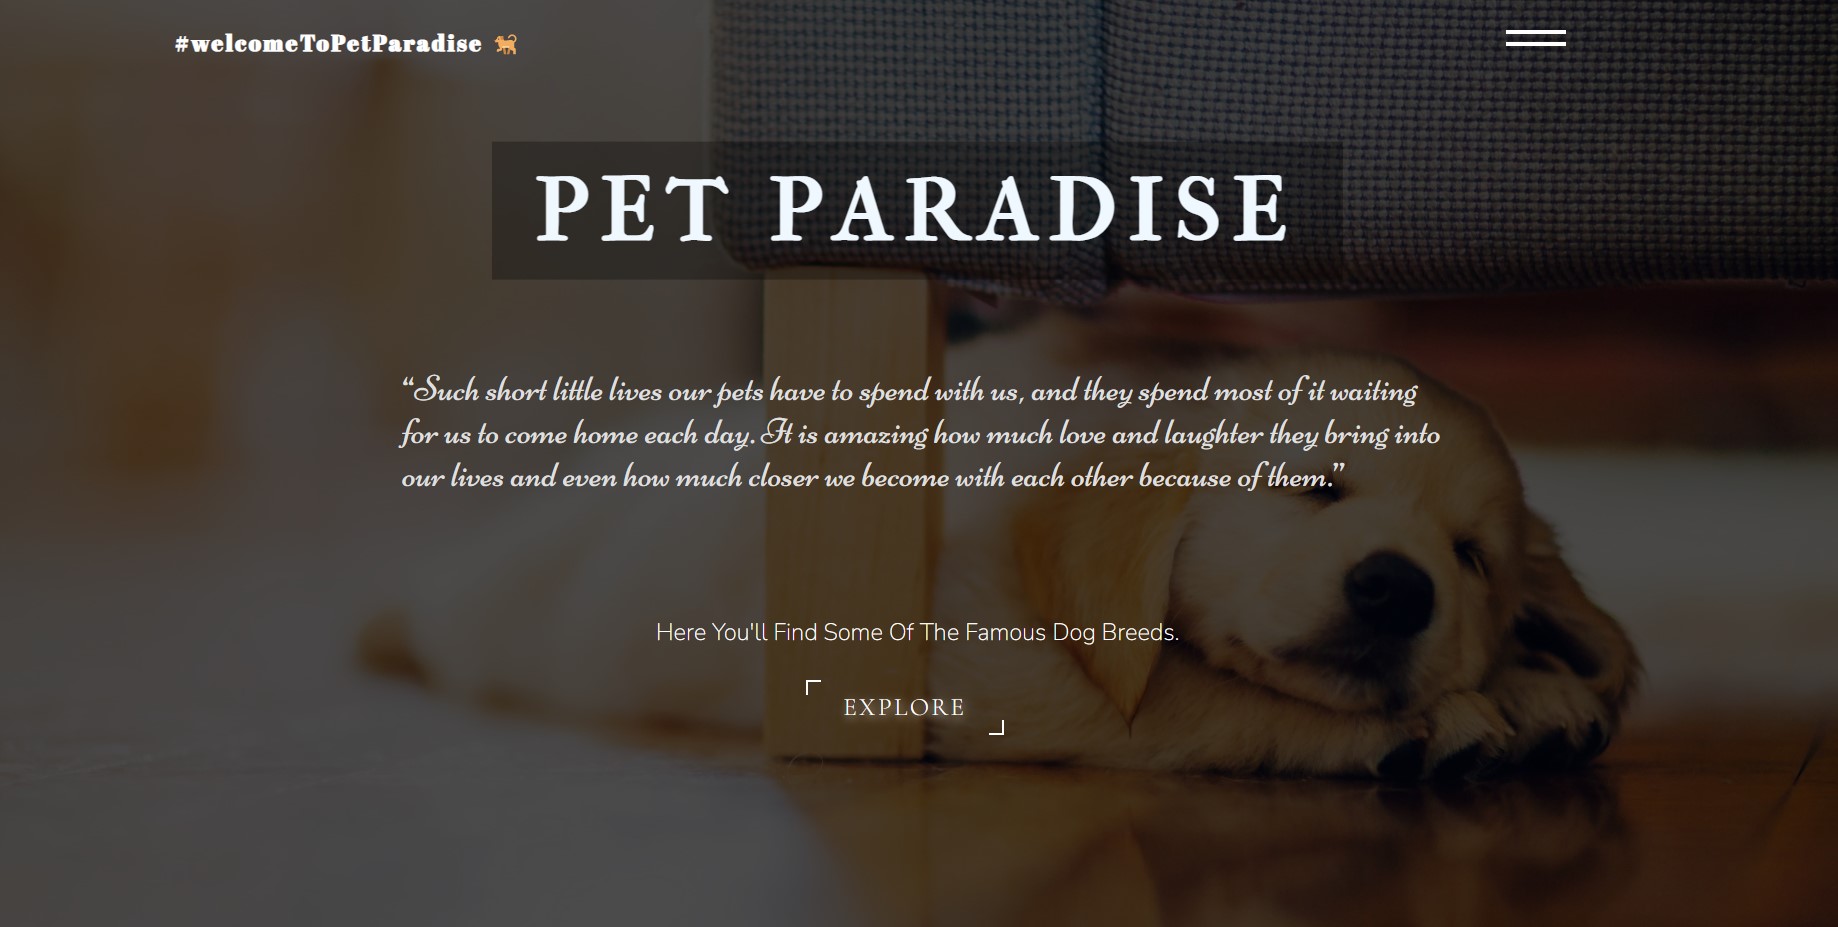 #welcomeToPetParadise 🐕
PET PARADISE
“Such short little lives our pets have to spend with us, and they spend most of it waiting
for us to come home each day. It is amazing how much love and laughter they bring into
our lives and even how much closer we become with each other because of them.”
Here You'll Find Some Of The Famous Dog Breeds.
EXPLORE